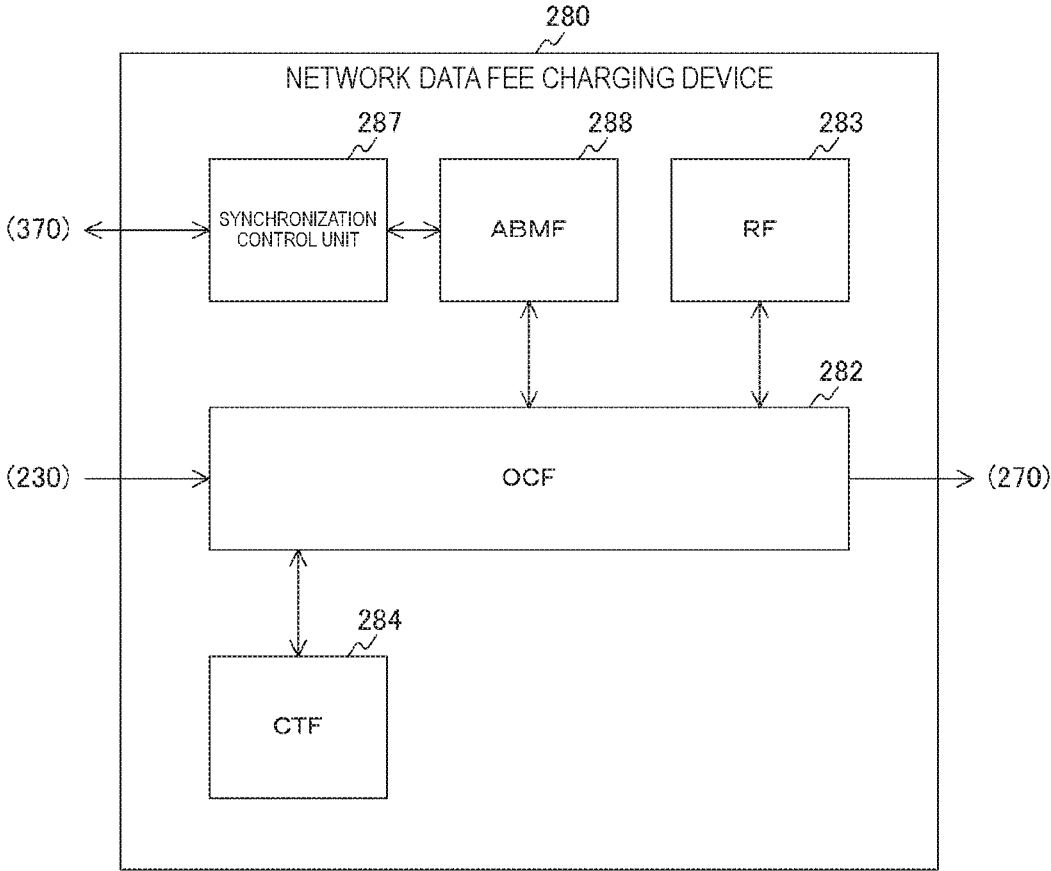 280
NETWORK DATA FEE CHARGING DEVICE
287
288
283
(370)
SYNCHRONIZATION
CONTROL UNIT
ABMF
RF
282
(230)
OCF
(270)
284
CTF